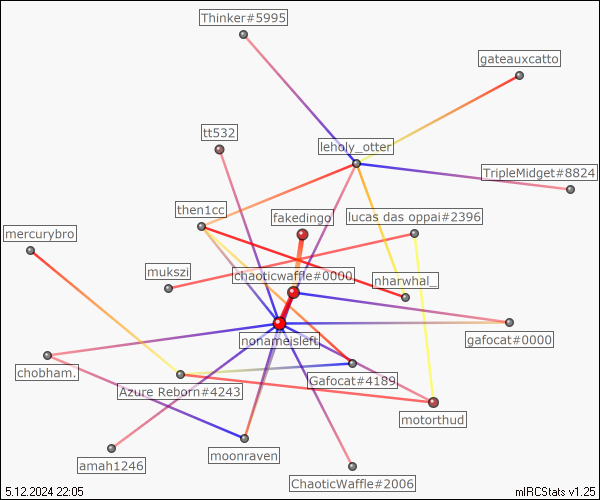 Thinker#5995
gateauxcatto
tt532
leholy_otter
TripleMidget#8824
then1cc
fakedingo
lucas das oppai#2396
mercurybro
mukszi
chaoticwaffle#0000
nharwhal_
nonameisleft
gafocat#0000
chobham.
Azure Reborn#4243
Gafocat#4189
motorthud
amah1246
moonraven
ChaoticWaffle#2006
5.12.2024 22:05
mIRCStats v1.25